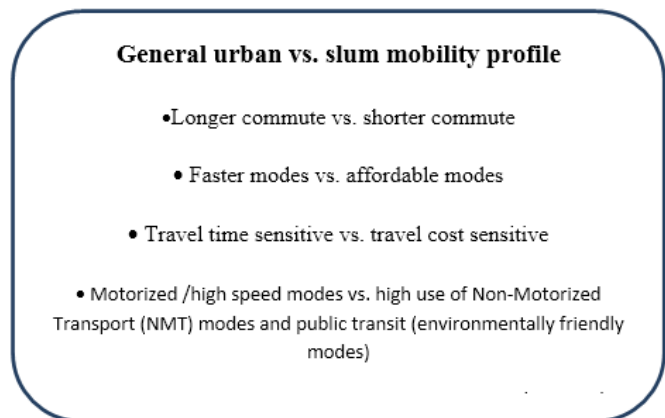 General urban vs. slum mobility profile
•Longer commute vs. shorter commute
• Faster modes vs. affordable modes
• Travel time sensitive vs. travel cost sensitive
• Motorized /high speed modes vs. high use of Non-Motorized
Transport (NMT) modes and public transit (environmentally friendly
modes)